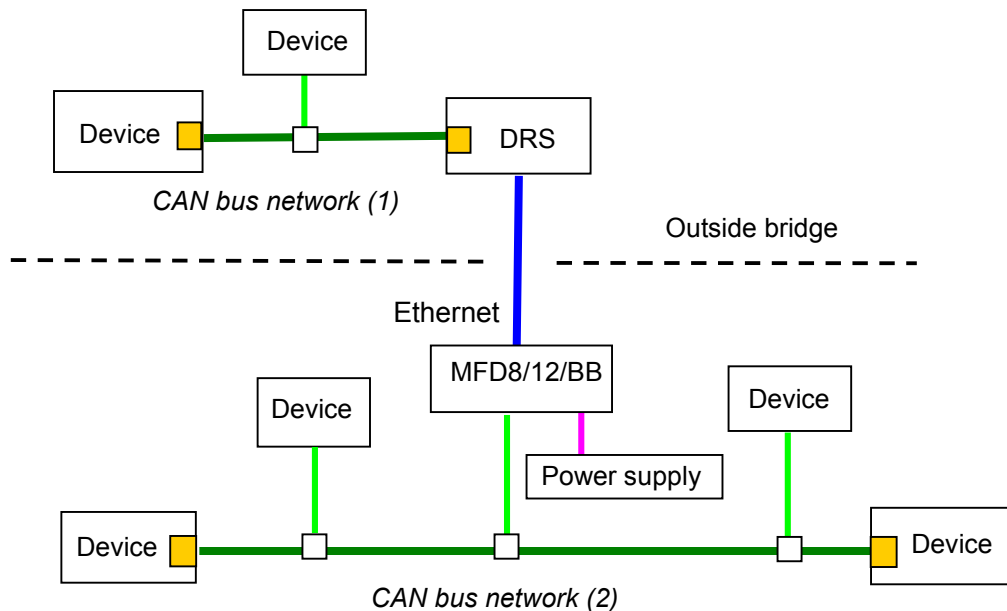 Device
Device
DRS
CAN bus network (1)
Outside bridge
Ethernet
MFD8/12/BB
Device
Device
Power supply
Device
Device
CAN bus network (2)